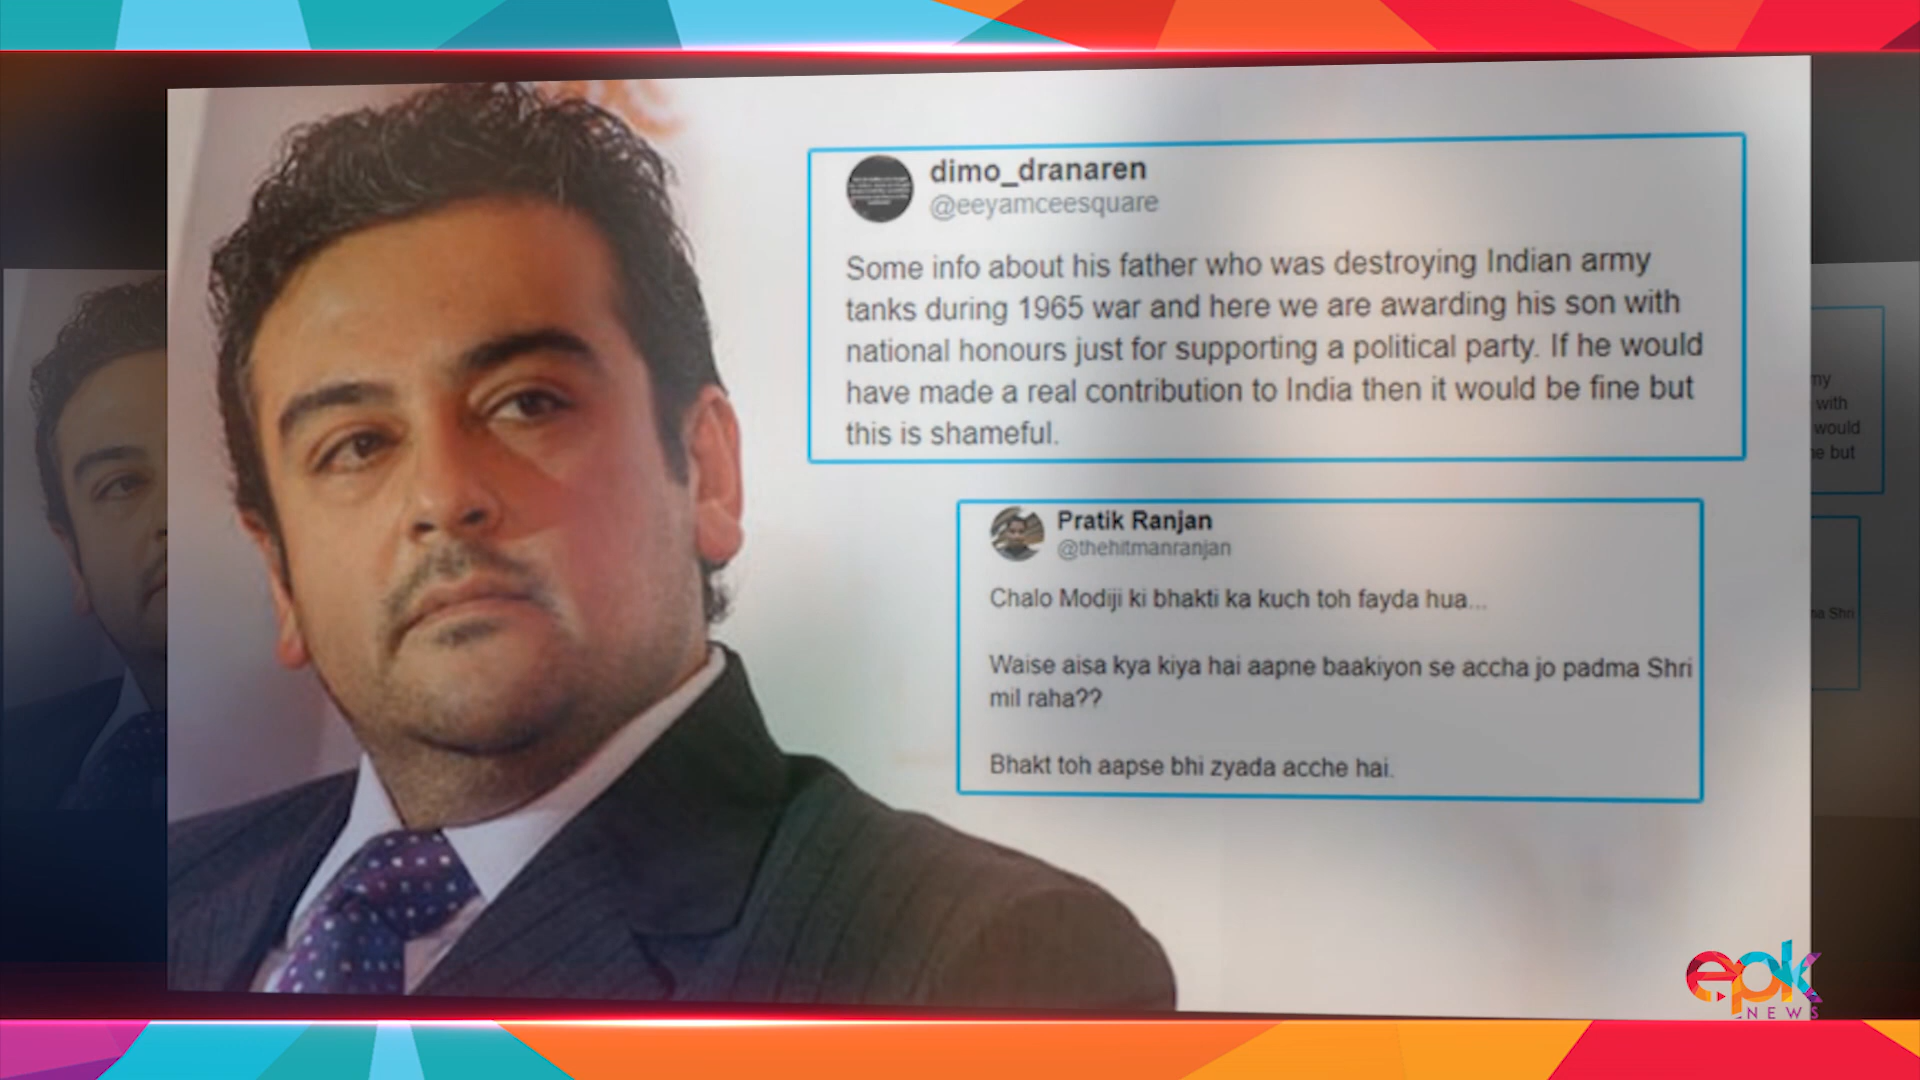 dimo_dranaren
@eeyamceesquare
Some info about his father who was destroying Indian army
tanks during 1965 war and here we are awarding his son with
national honours just for supporting a political party. If he would
have made a real contribution to India then it would be fine but
this is shameful.
Pratik Ranjan
@thehitmanranjan
Chalo Modiji ki bhakti ka kuch toh fayda hua...
Waise aisa kya kiya hai aapne baakiyon se accha jo padma Shri
mil raha??
Bhakt toh aapse bhi zyada acche hai.
with
would
but
Shri
epk
NEWS